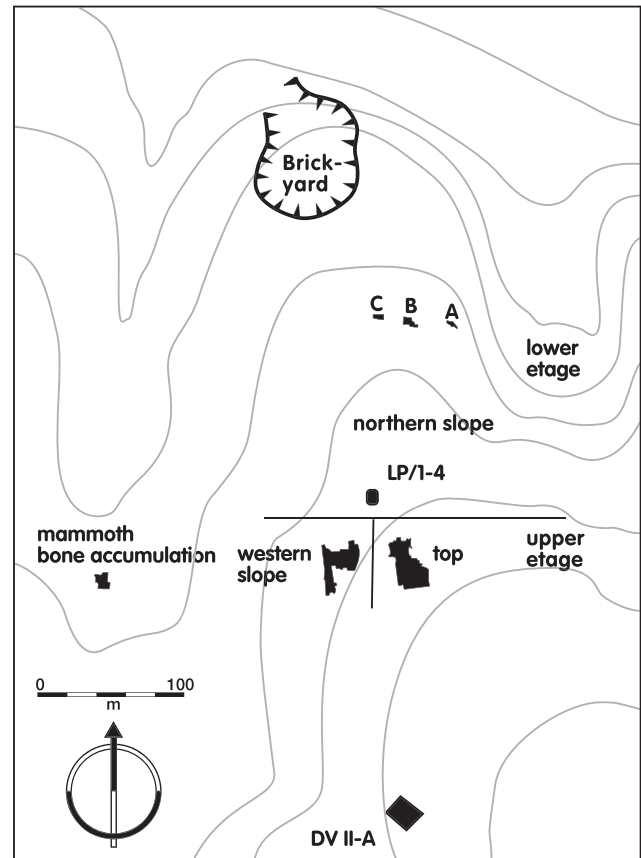 Brick-
yard
C B A
lower
etage
northern slope
LP/1-4
mammoth
bone accumulation
western
slope
top
upper
etage
0 100
m
DV II-A